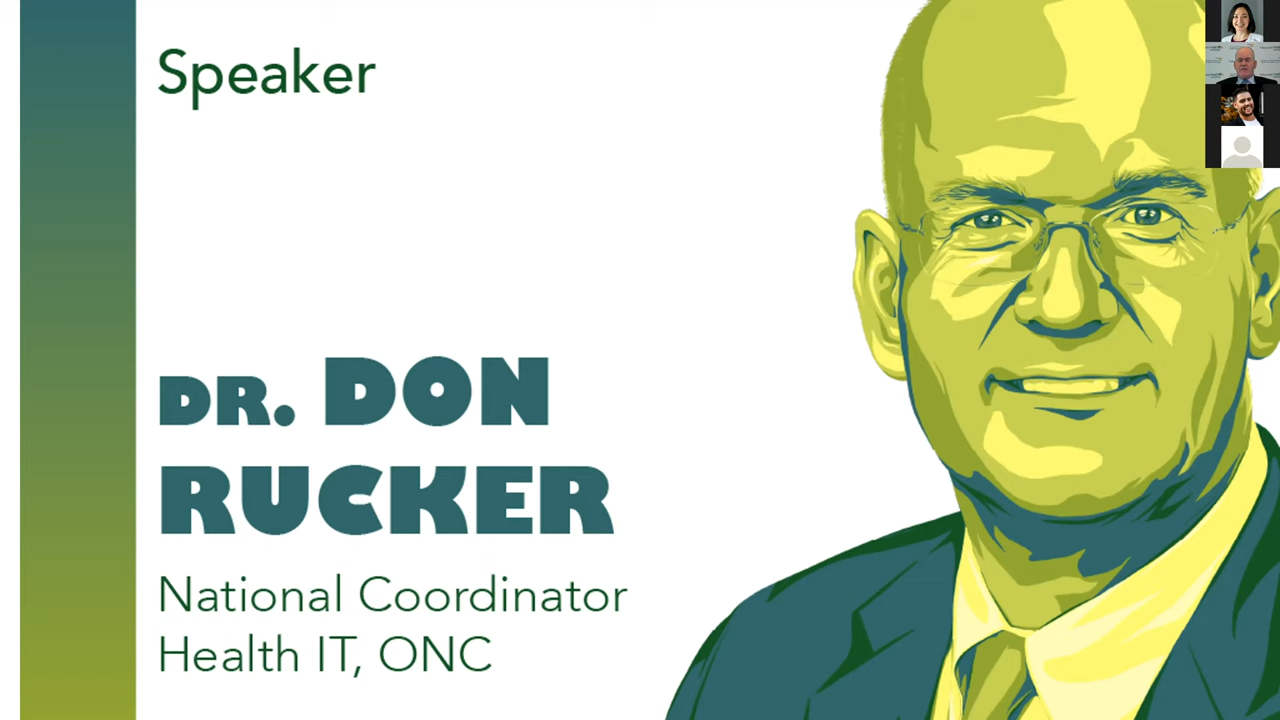 Speaker
DR. DON
RUCKER
National Coordinator
Health IT, ONC